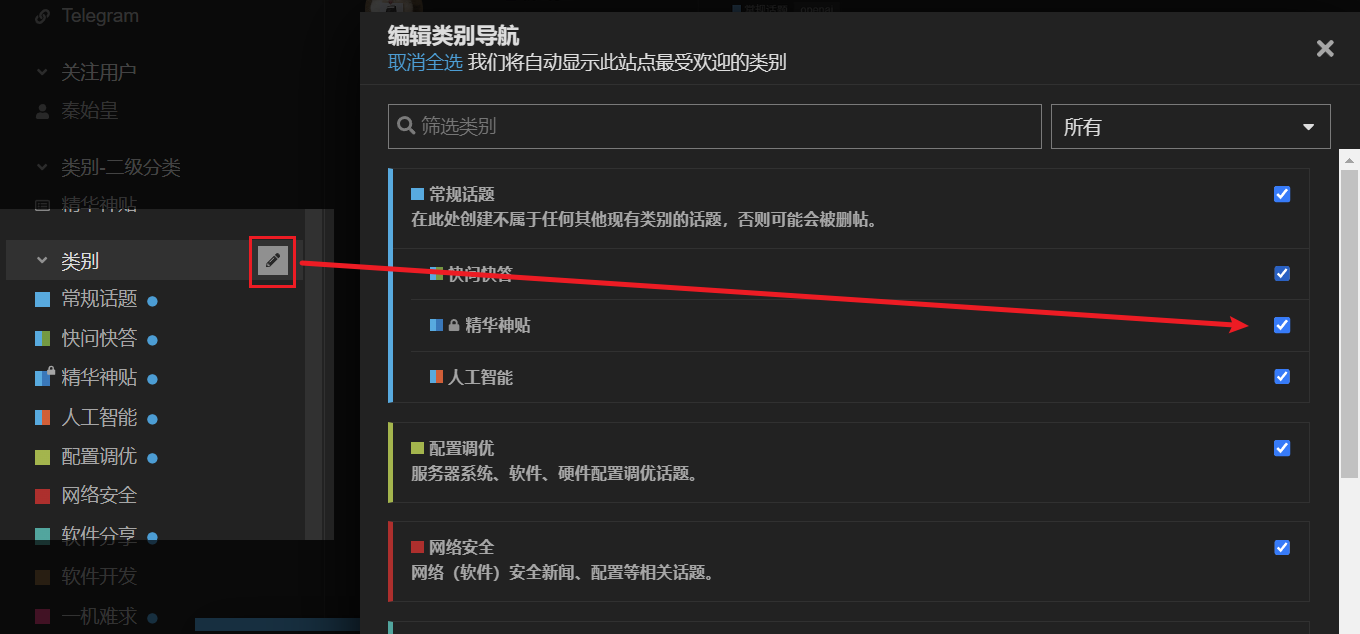 Telegram
关注用户
秦始皇
类别-二级分类
精华神贴
类别
常规话题
快问快答
精华神贴
人工智能
配置调优
网络安全
软件分享
软件开发
一机难求
编辑类别导航
取消全选 我们将自动显示此站点最受欢迎的类别
筛选类别
所有
常规话题
在此处创建不属于任何其他现有类别的话题，否则可能会被删帖。
快问快答
精华神贴
人工智能
配置调优
服务器系统、软件、硬件配置调优话题。
网络安全
网络（软件）安全新闻、配置等相关话题。